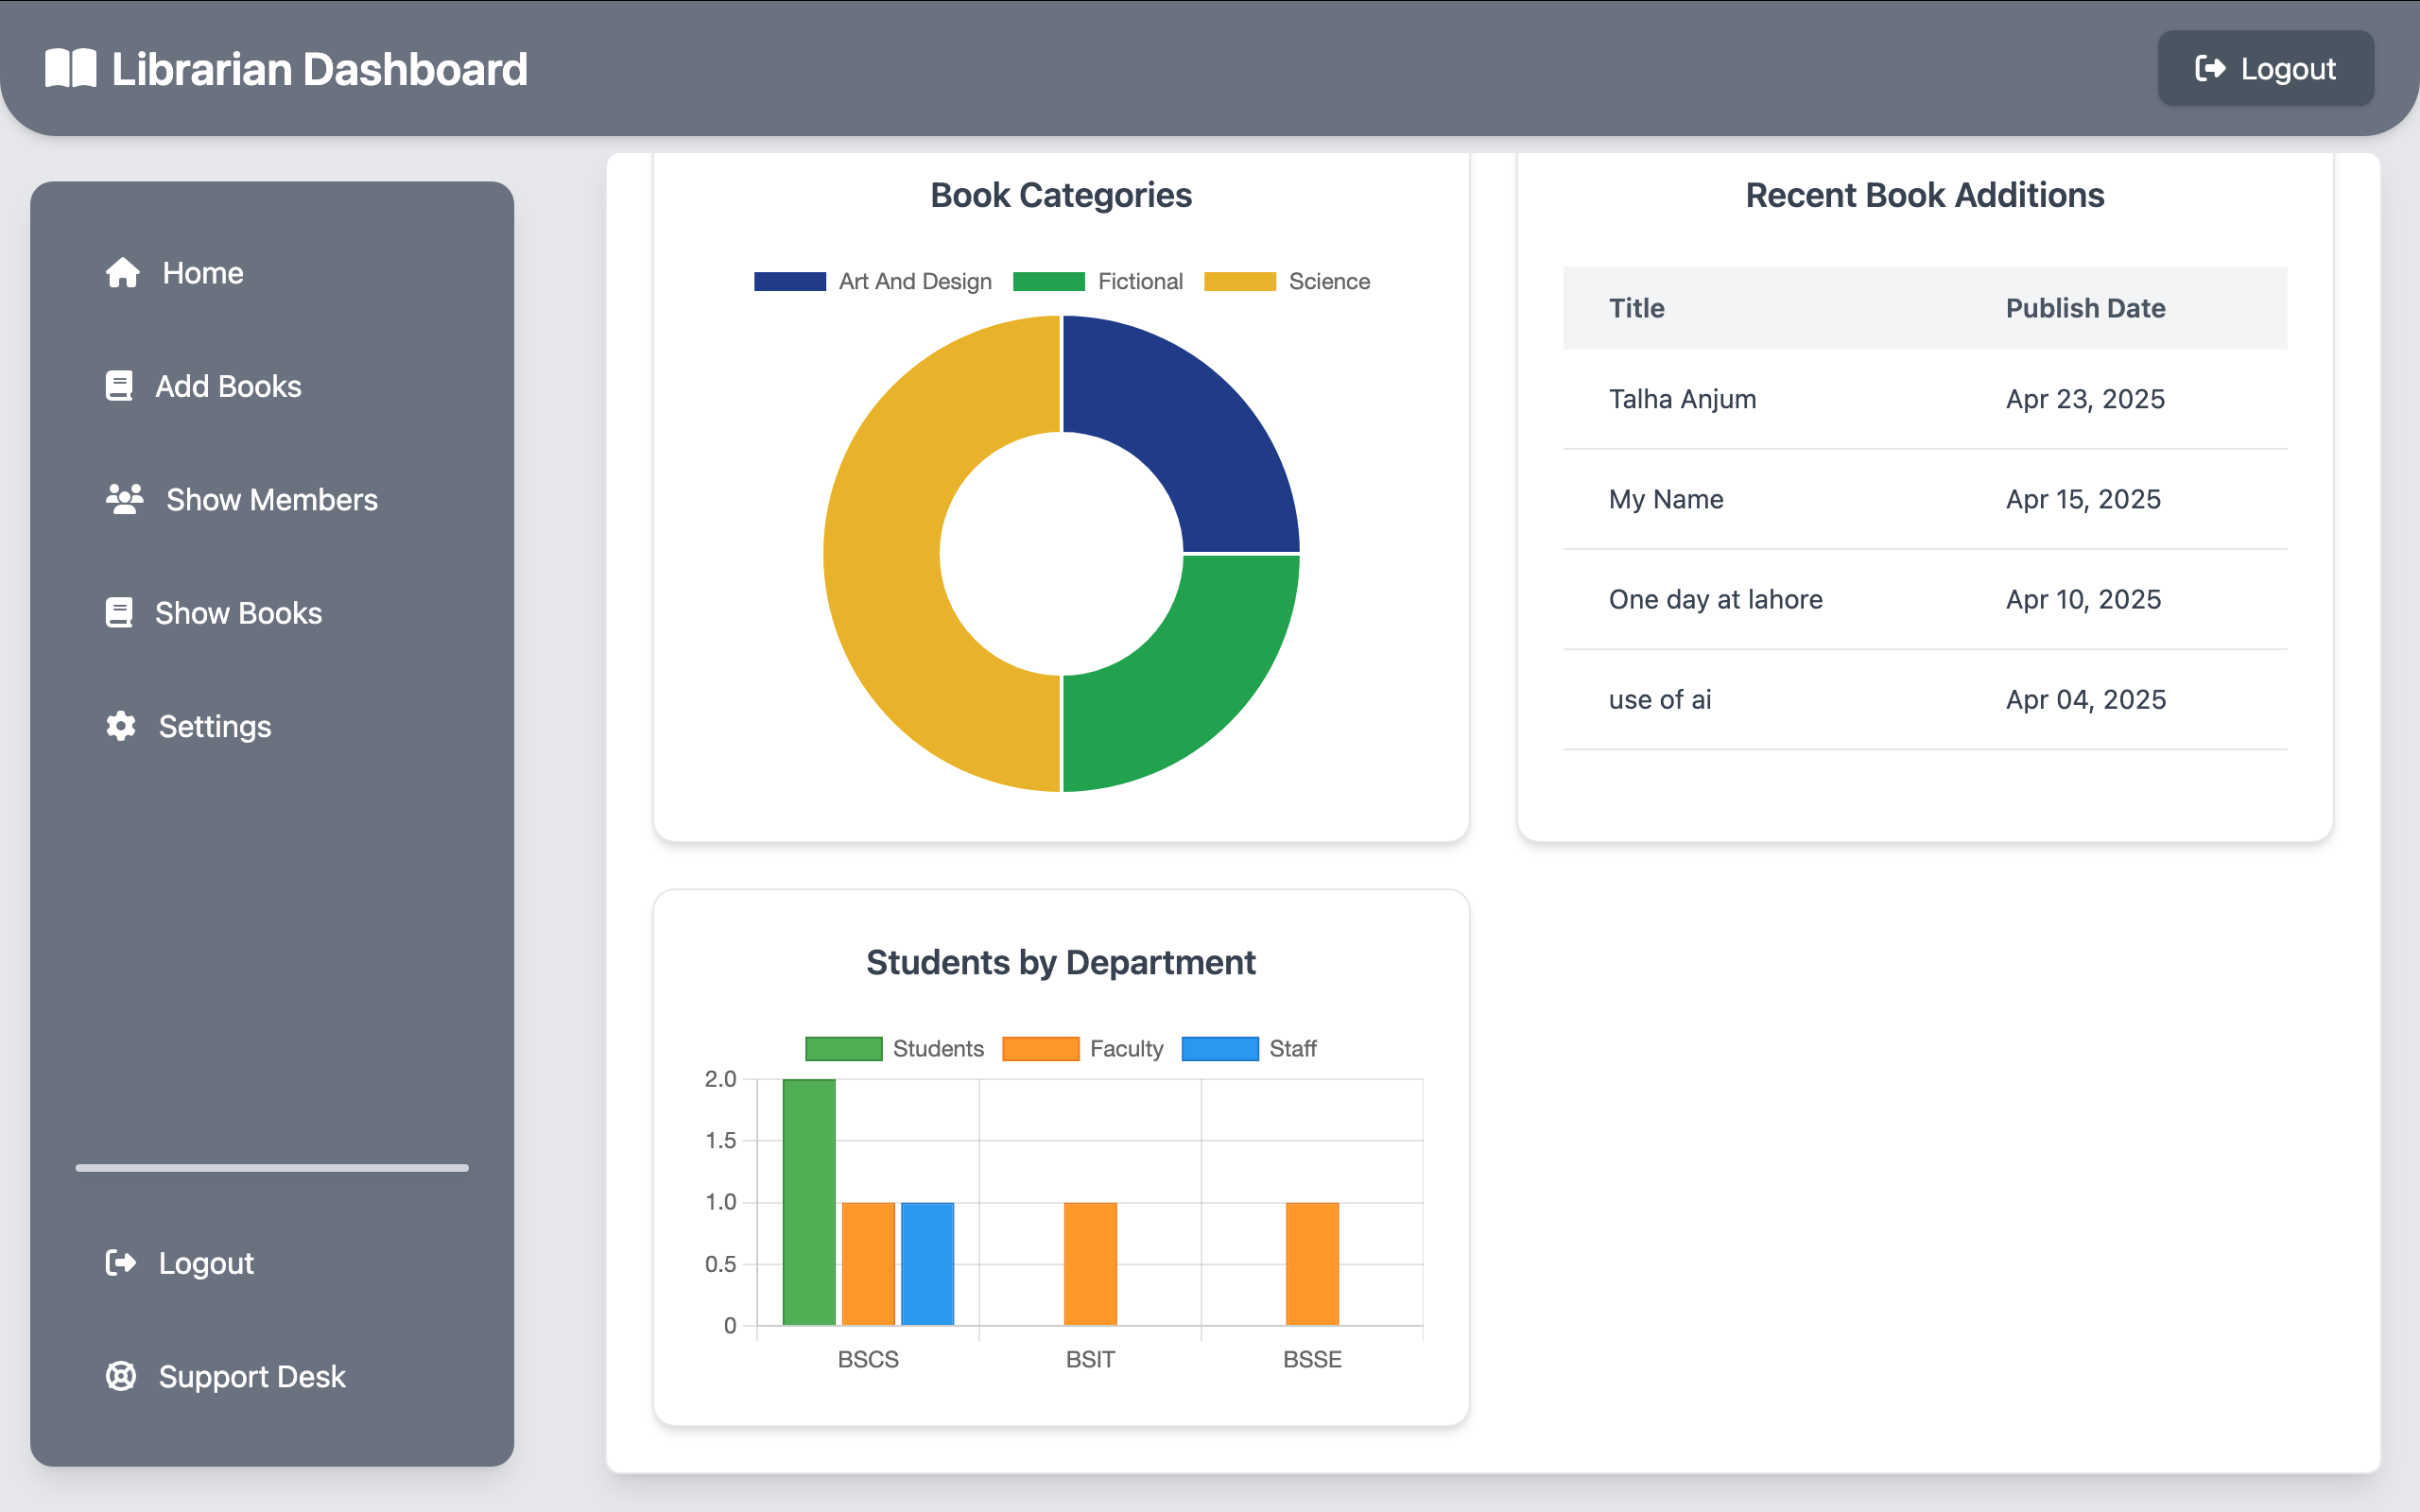 Librarian Dashboard
Logout
Home
Add Books
Show Members
Show Books
Settings
Logout
Support Desk
Book Categories
Art And Design Fictional Science
Recent Book Additions
Title Publish Date
Talha Anjum Apr 23, 2025
My Name Apr 15, 2025
One day at lahore Apr 10, 2025
use of ai Apr 04, 2025
Students by Department
Students Faculty Staff
2.0
1.5
1.0
0.5
0
BSCS BSIT BSSE